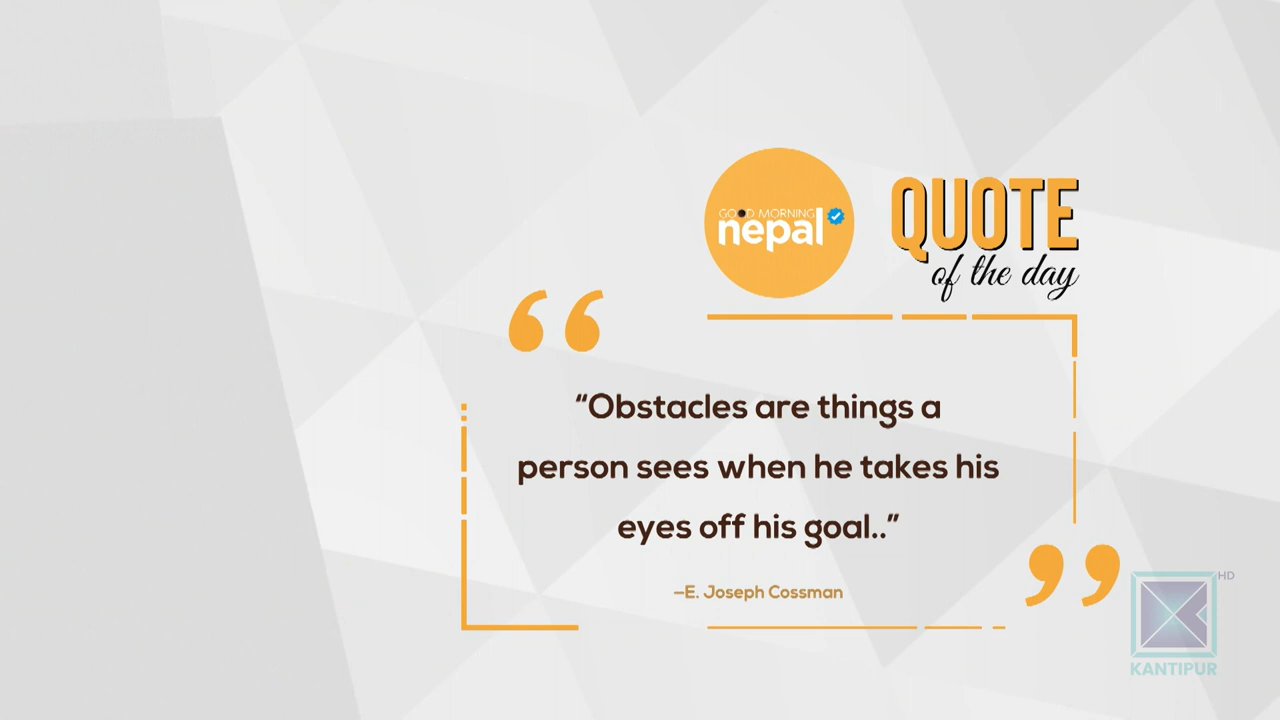 GOOD MORNING
nepal
QUOTE
of the day
“Obstacles are things a
person sees when he takes his
eyes off his goal..”
—E. Joseph Cossman
HD
KANTIPUR